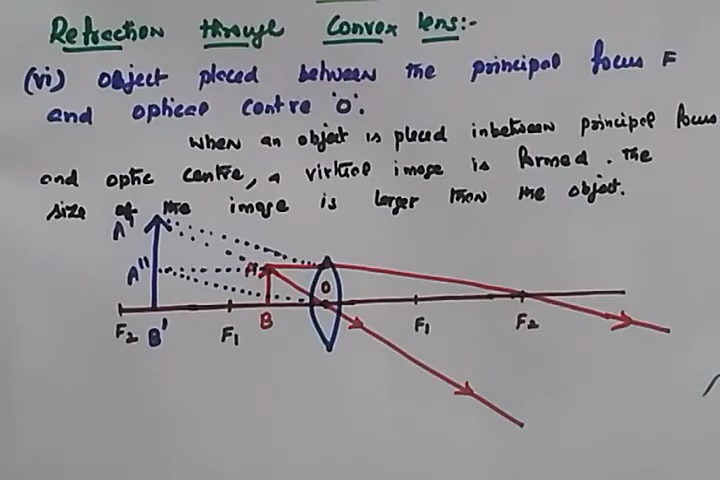 Refraction through Convex lens:-
(vi) object placed between the principal focus F
and optical centre 'O'.
When an object is placed inbetween principal focus
and optic centre, a virtual image is formed. The
size of the image is larger than the object.
A'
A" A O
F2 B' F1 B F1 F2